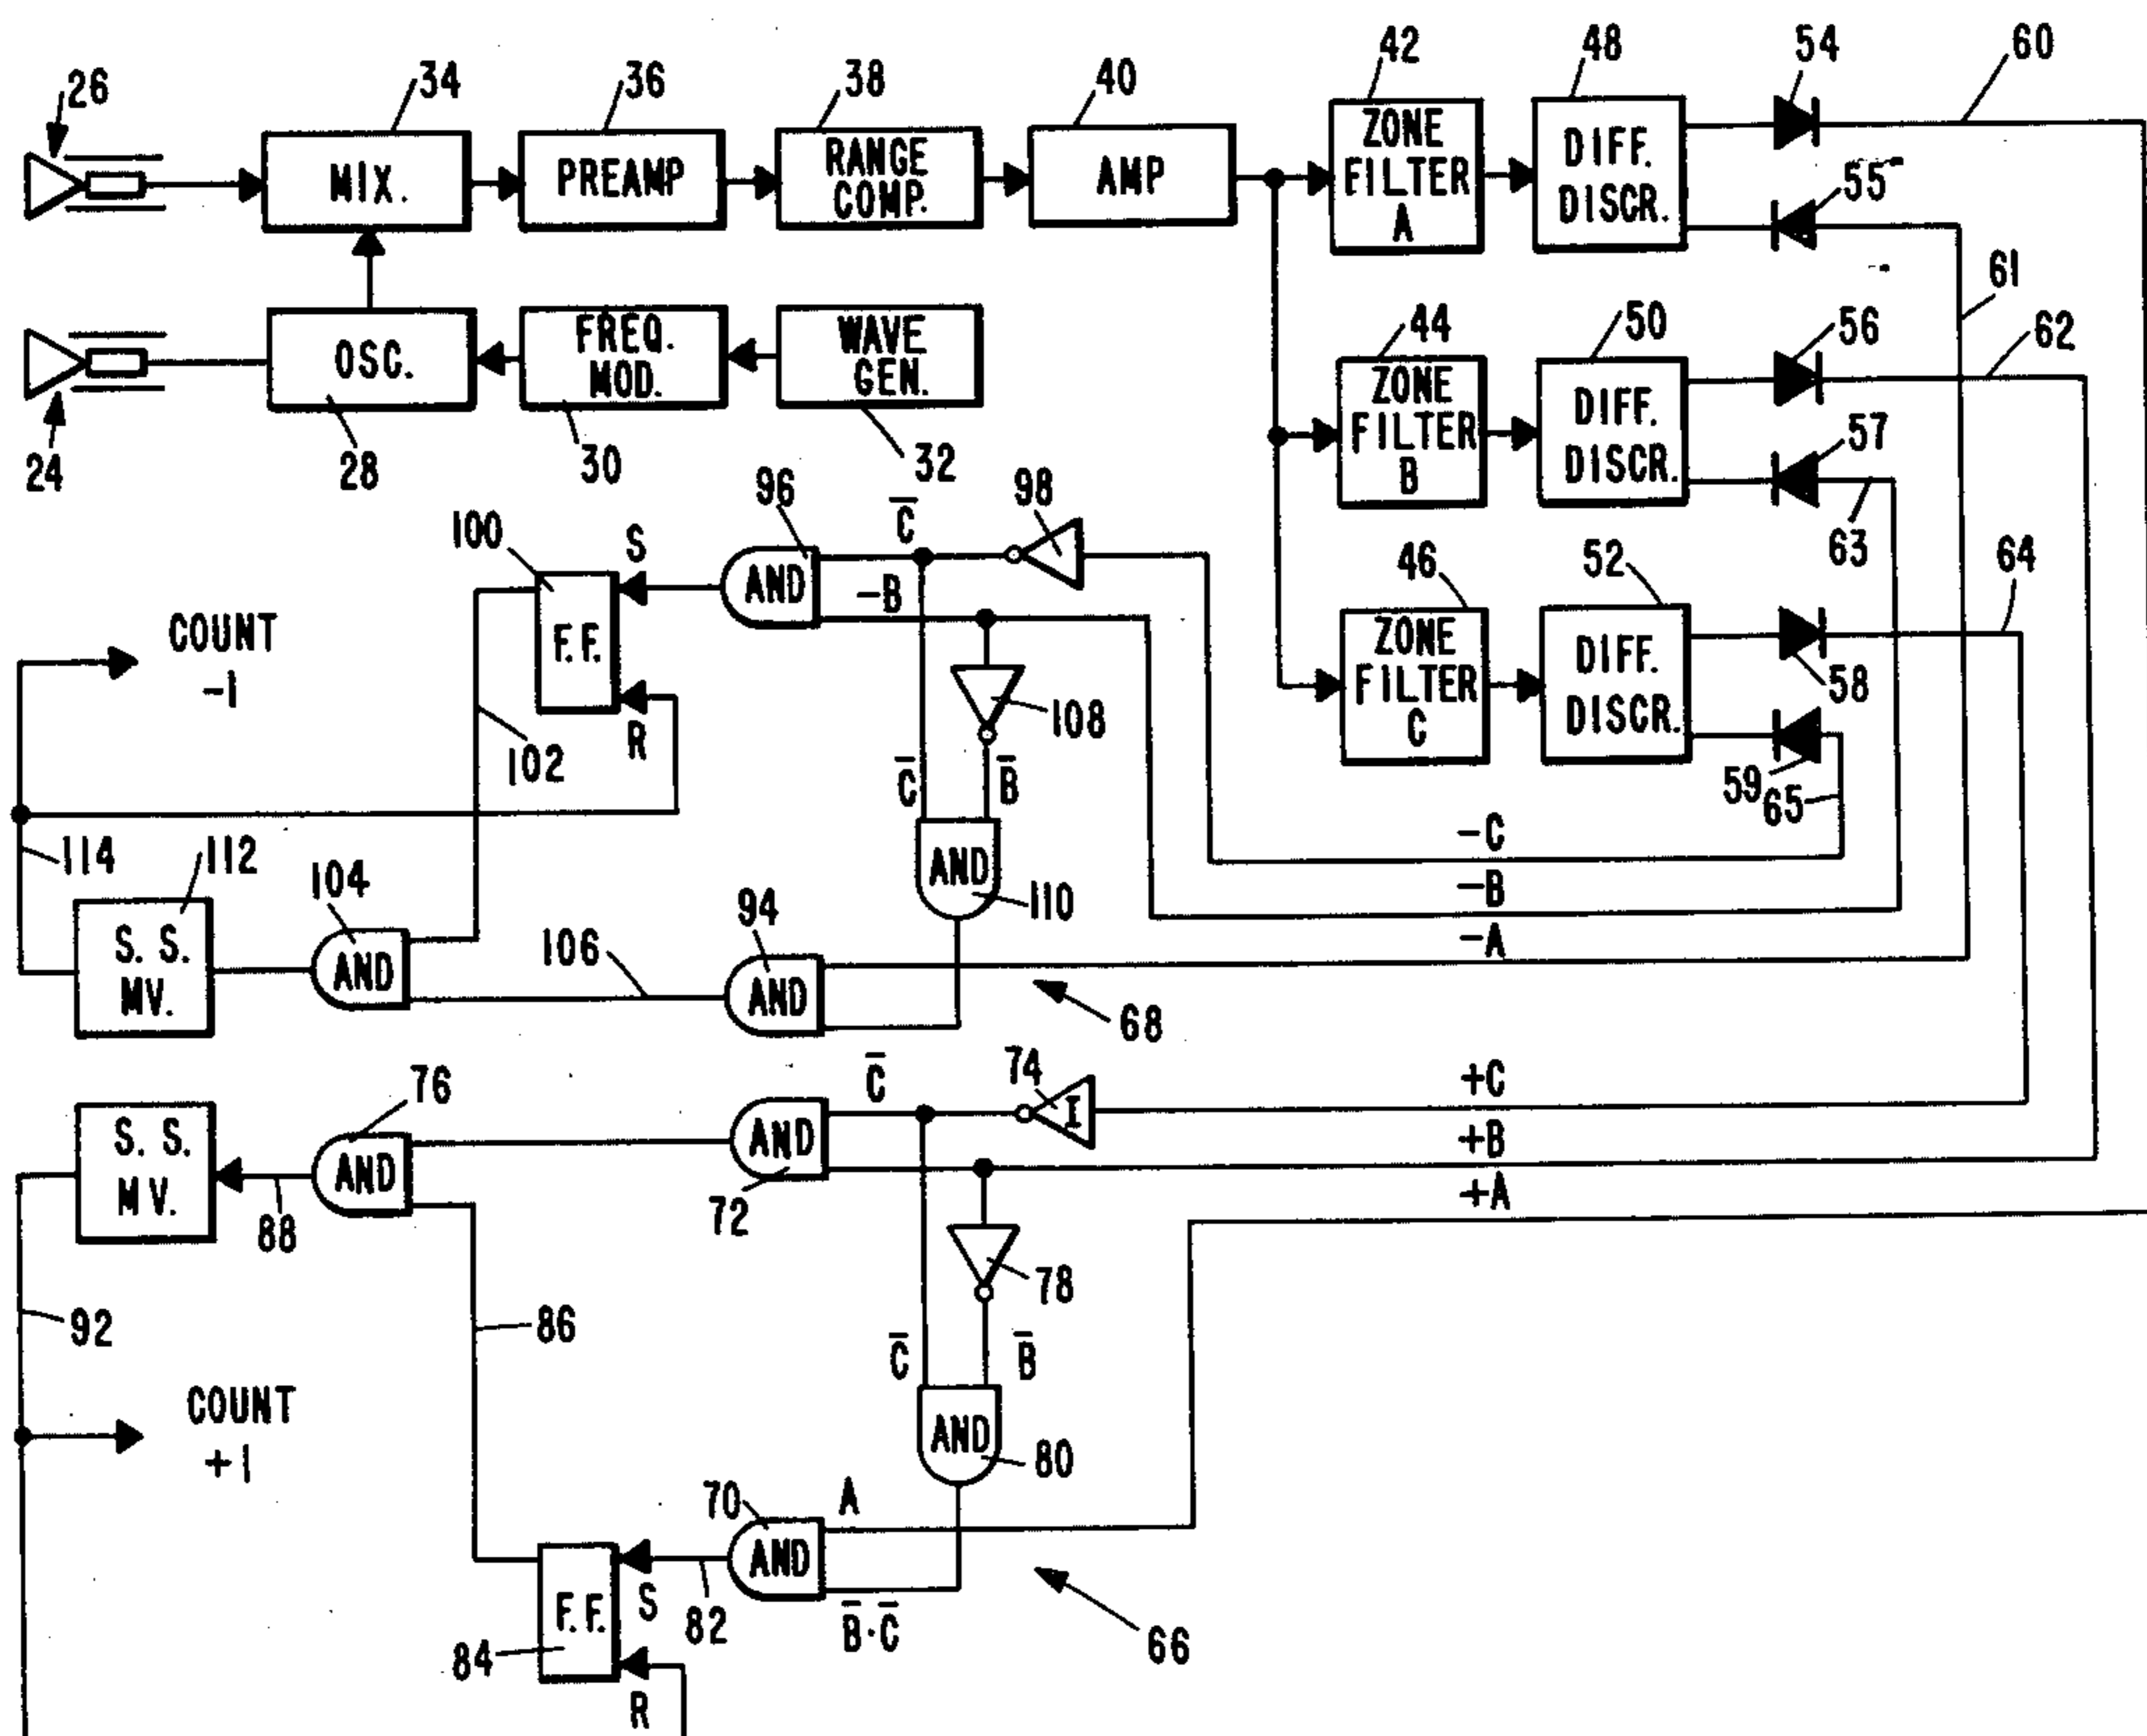 26
34
36
38
40
42
48
54
60
MIX.
PREAMP
RANGE
COMP.
AMP
ZONE
FILTER
A
DIFF.
DISCR.
55
61
OSC.
FREQ.
MOD.
WAVE
GEN.
44
50
56
62
24
28
30
32
ZONE
FILTER
B
DIFF.
DISCR.
57
63
96
C̅
98
100
S
AND
-B
F.F.
R
102
108
46
52
64
ZONE
FILTER
C
DIFF.
DISCR.
58
59
65
COUNT
-1
C̅
B̅
AND
110
-C
-B
-A
114
112
104
94
106
S. S.
MV.
AND
AND
68
76
C̅
74
I
+C
+B
+A
S. S.
MV.
AND
AND
88
72
78
92
86
C̅
B̅
COUNT
+1
AND
80
70
A
AND
F.F.
S
82
B̅·C̅
84
R
66